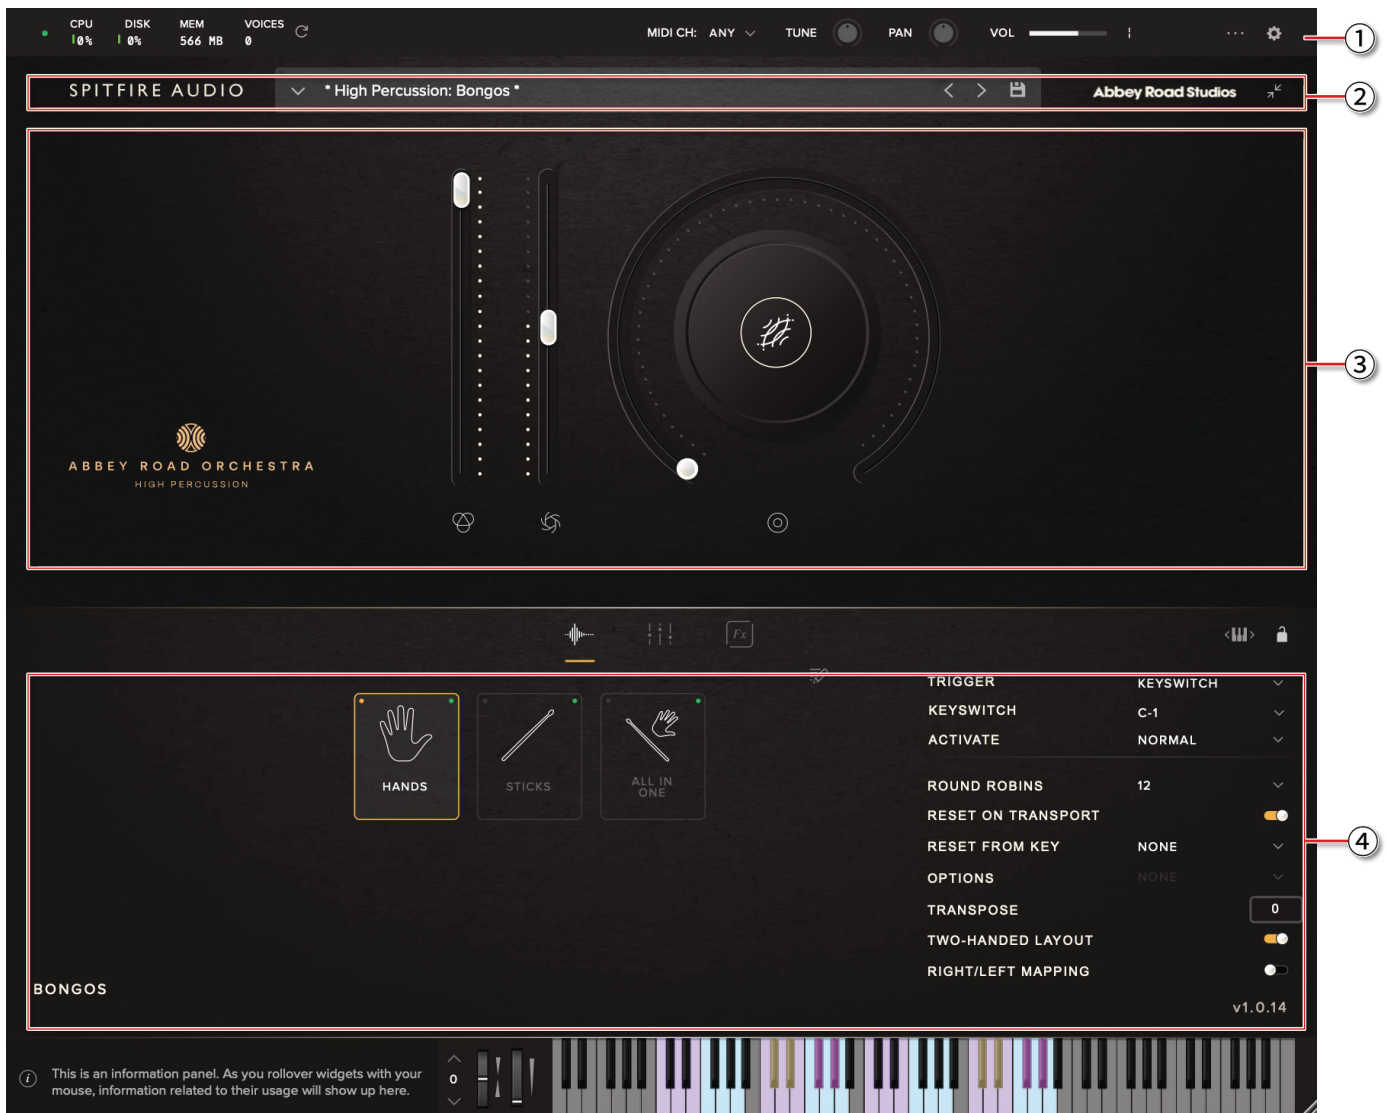 CPU DISK MEM VOICES
0% 0% 566 MB 0
MIDI CH: ANY TUNE PAN VOL
1
SPITFIRE AUDIO
* High Percussion: Bongos *
Abbey Road Studios
2
3
ABBEY ROAD ORCHESTRA
HIGH PERCUSSION
Fx
TRIGGER KEYSWITCH
KEYSWITCH C-1
ACTIVATE NORMAL
HANDS
STICKS
ALL IN
ONE
ROUND ROBINS 12
RESET ON TRANSPORT
RESET FROM KEY NONE
4
OPTIONS NONE
TRANSPOSE 0
TWO-HANDED LAYOUT
RIGHT/LEFT MAPPING
BONGOS
v1.0.14
i
This is an information panel. As you rollover widgets with your
mouse, information related to their usage will show up here.
0